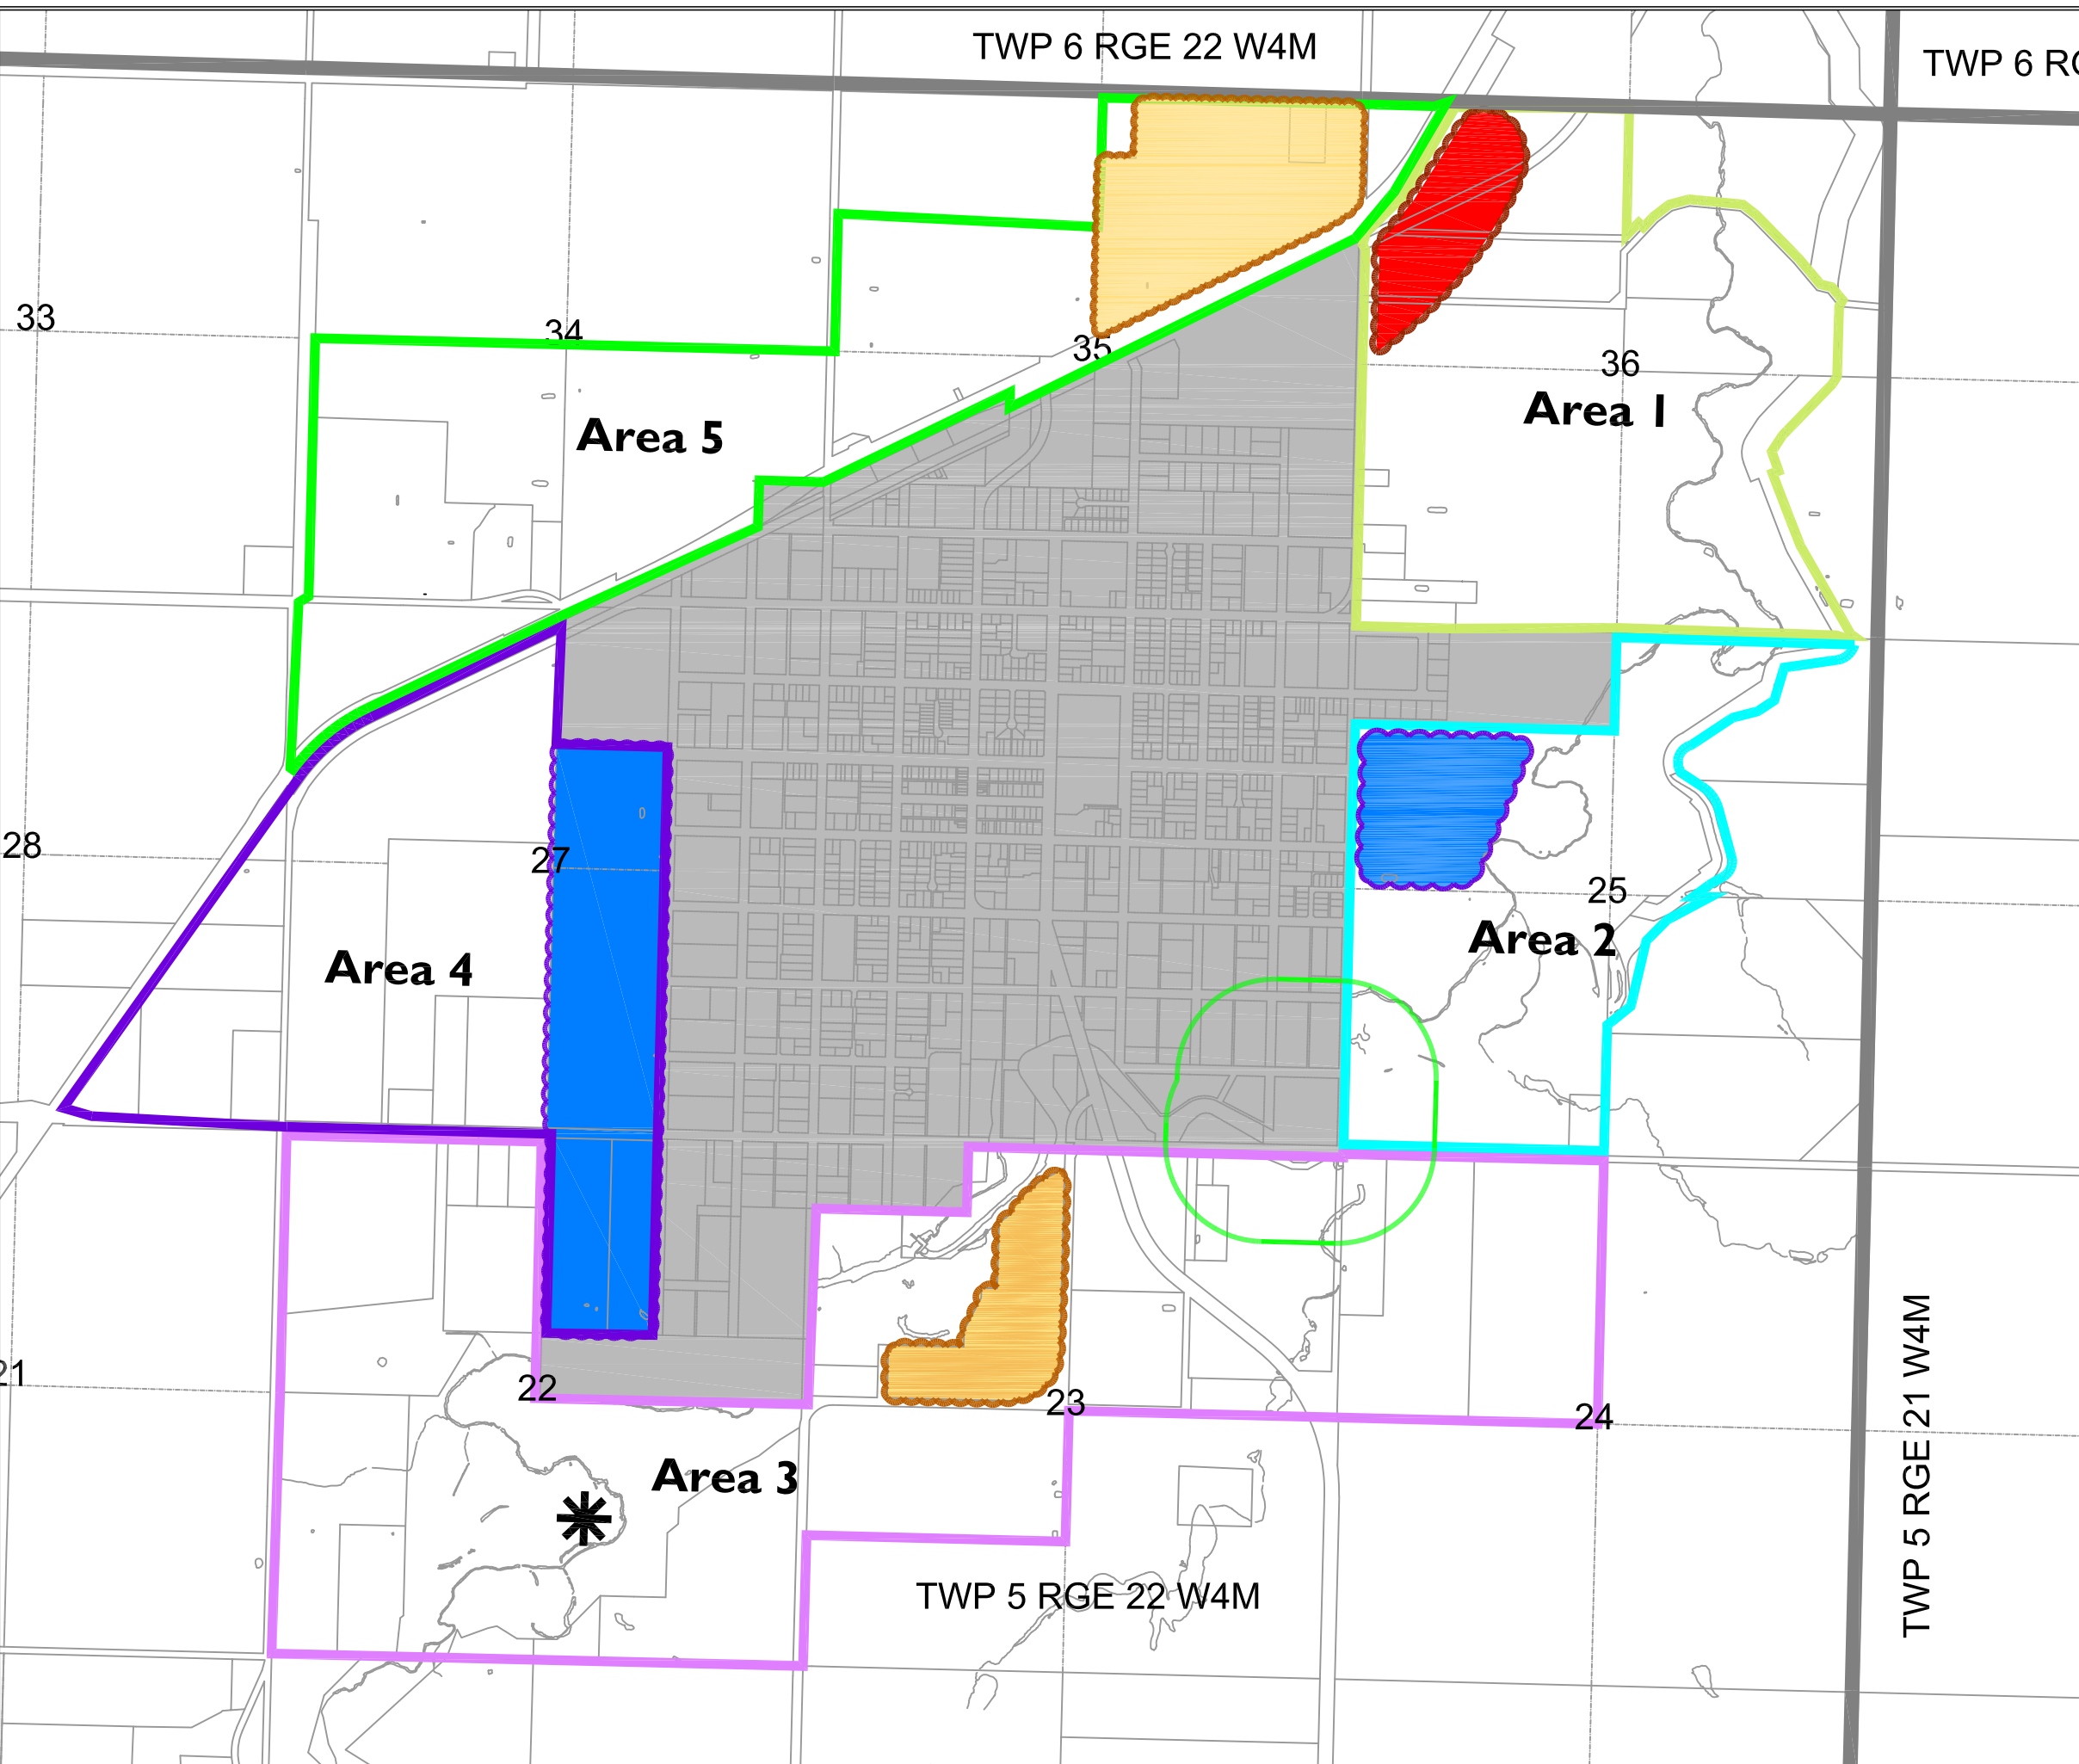 TWP 6 RGE 22 W4M
TWP 6 RG
33
34
35
36
Area 1
Area 5
28
27
25
Area 2
Area 4
21
22
23
24
Area 3
TWP 5 RGE 22 W4M
TWP 5 RGE 21 W4M